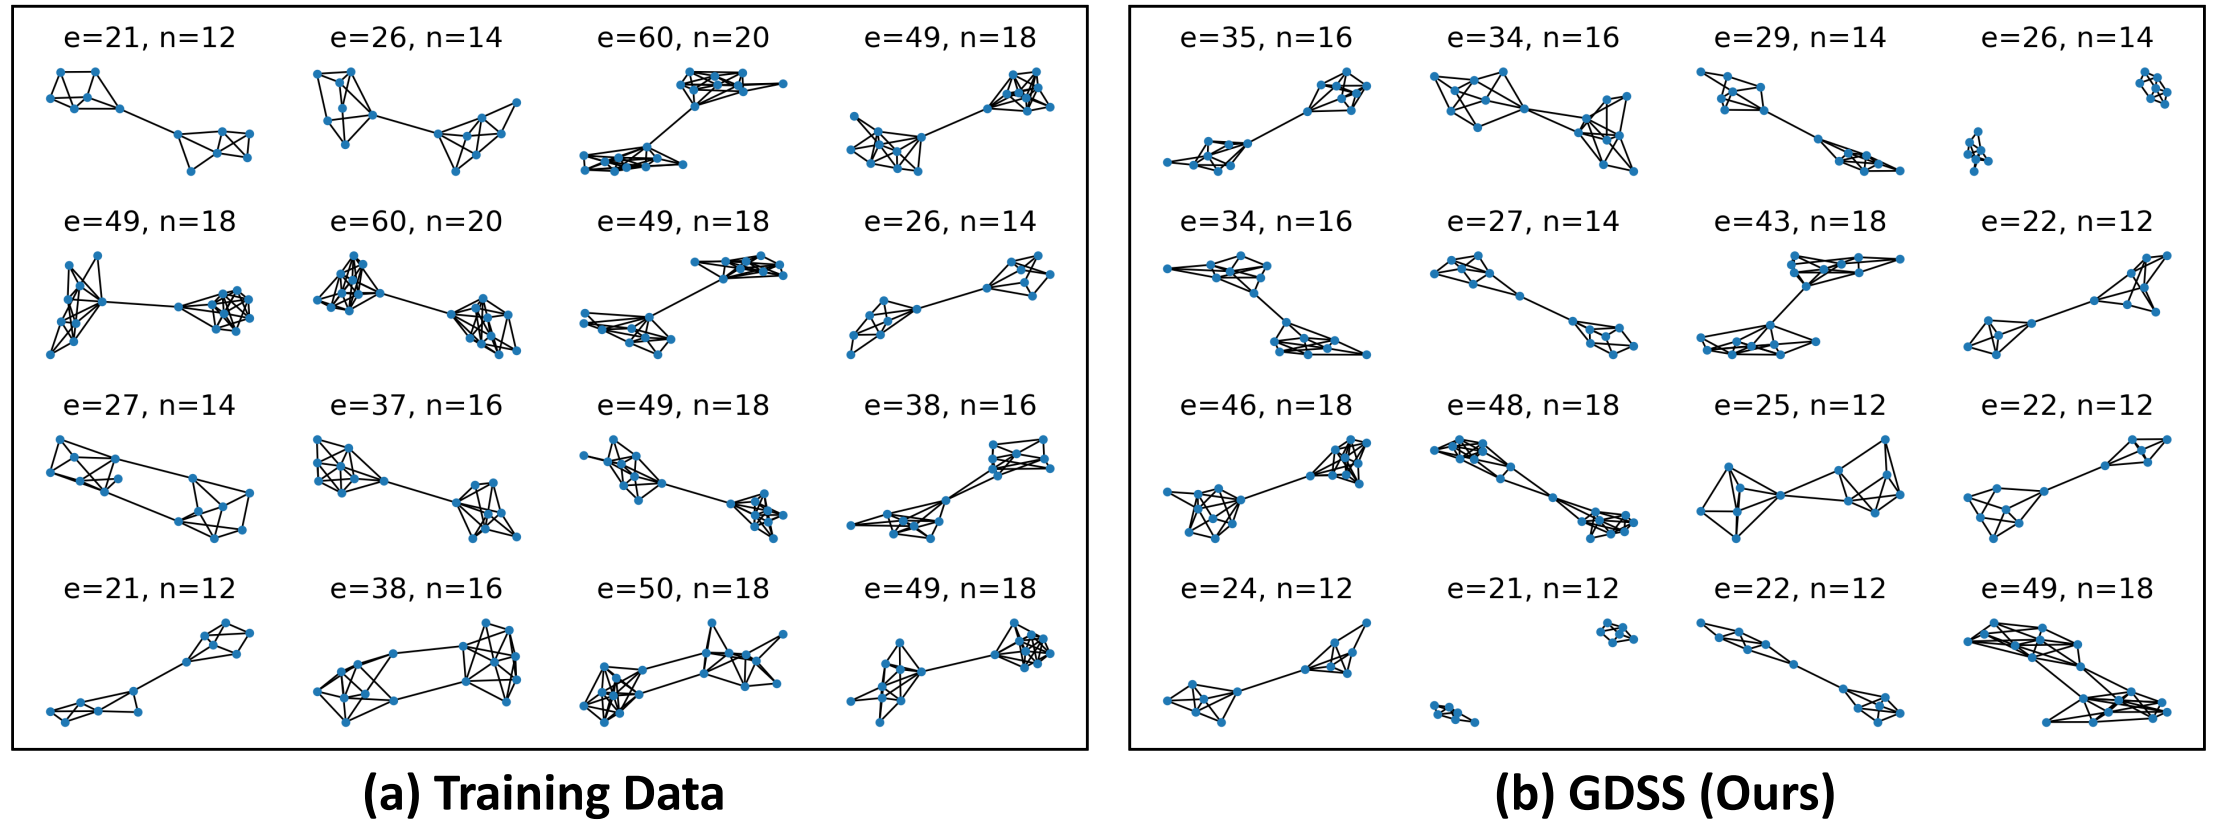 e=21, n=12
e=26, n=14
e=60, n=20
e=49, n=18
e=49, n=18
e=60, n=20
e=49, n=18
e=26, n=14
e=27, n=14
e=37, n=16
e=49, n=18
e=38, n=16
e=21, n=12
e=38, n=16
e=50, n=18
e=49, n=18
(a) Training Data
e=35, n=16
e=34, n=16
e=29, n=14
e=26, n=14
e=34, n=16
e=27, n=14
e=43, n=18
e=22, n=12
e=46, n=18
e=48, n=18
e=25, n=12
e=22, n=12
e=24, n=12
e=21, n=12
e=22, n=12
e=49, n=18
(b) GDSS (Ours)